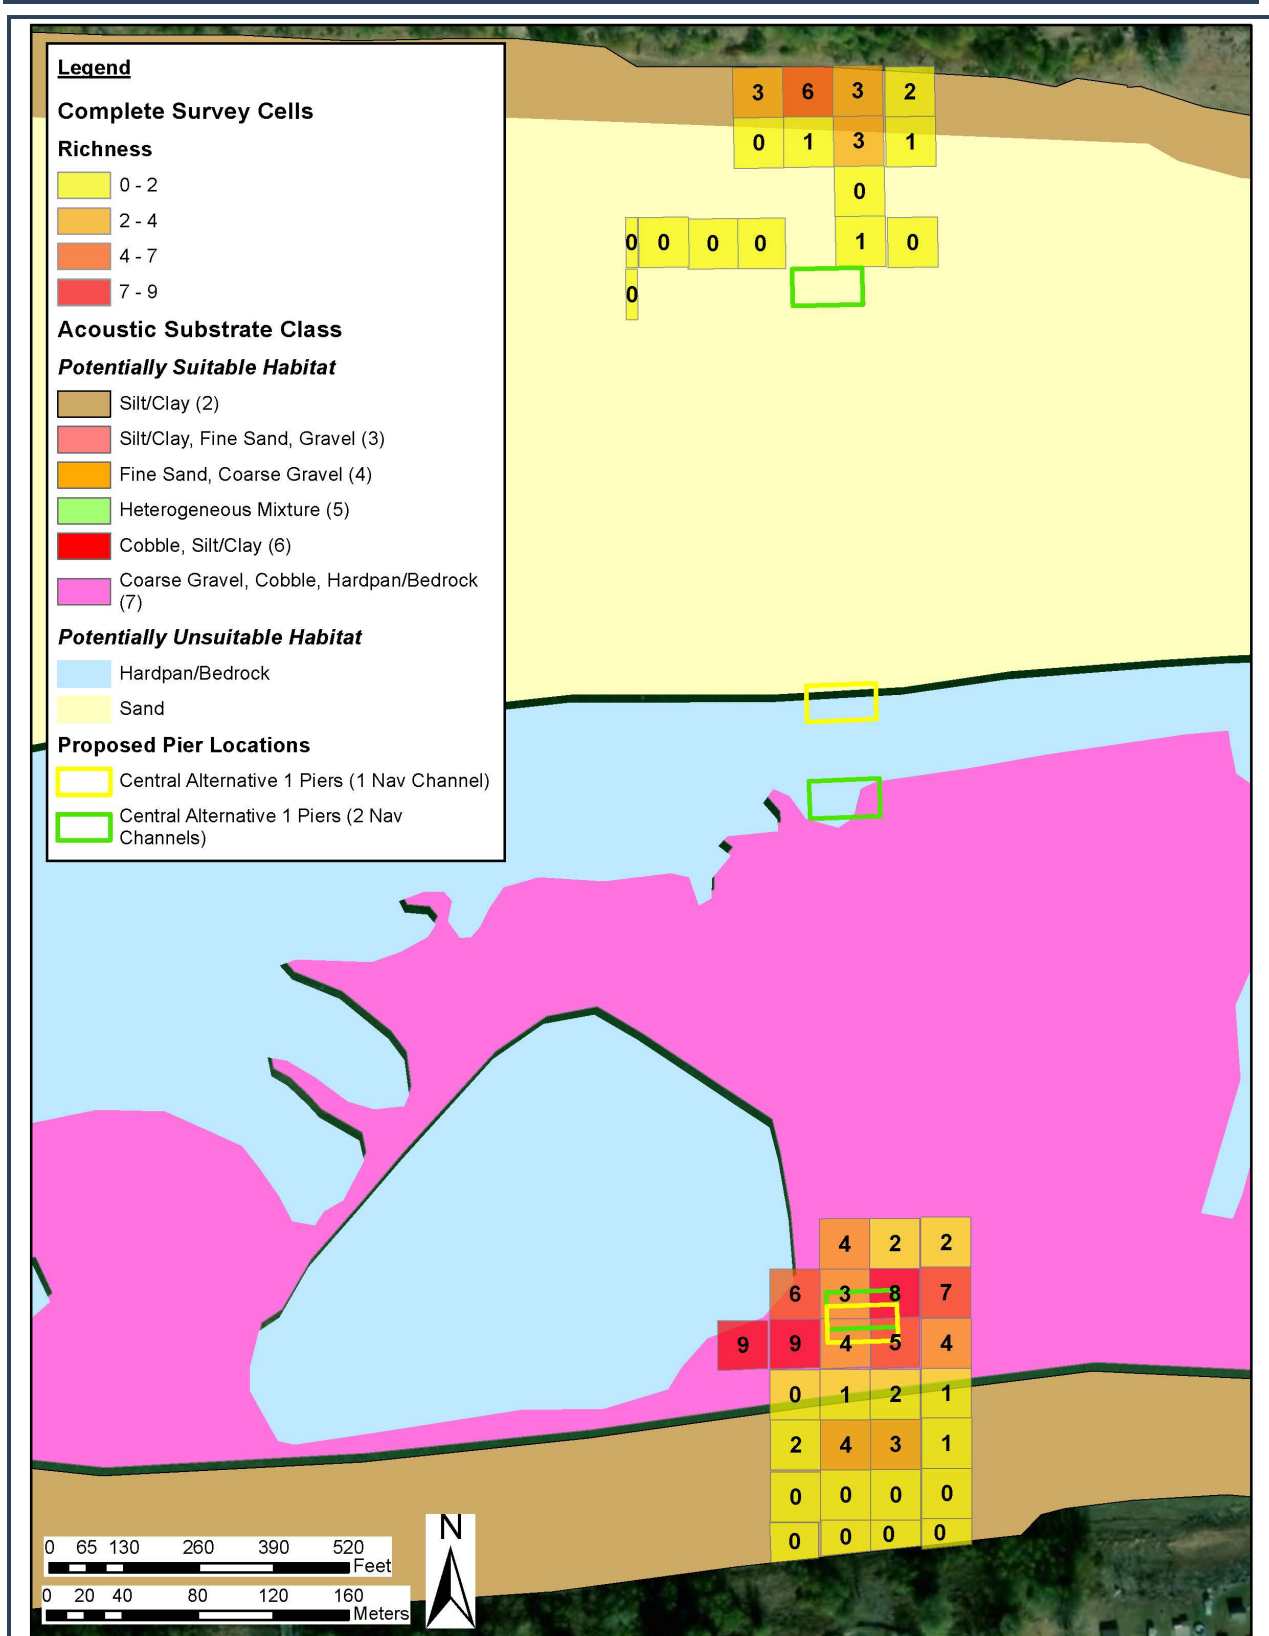 Legend
Complete Survey Cells
Richness
0 - 2
2 - 4
4 - 7
7 - 9
Acoustic Substrate Class
Potentially Suitable Habitat
Silt/Clay (2)
Silt/Clay, Fine Sand, Gravel (3)
Fine Sand, Coarse Gravel (4)
Heterogeneous Mixture (5)
Cobble, Silt/Clay (6)
Coarse Gravel, Cobble, Hardpan/Bedrock
(7)
Potentially Unsuitable Habitat
Hardpan/Bedrock
Sand
Proposed Pier Locations
Central Alternative 1 Piers (1 Nav Channel)
Central Alternative 1 Piers (2 Nav
Channels)
3 6 3 2
0 1 3 1
0
0 0 0 0 1 0
0
4 2 2
6 3 8 7
9 9 4 5 4
0 1 2 1
2 4 3 1
0 0 0 0
0 0 0 0
0 65 130 260 390 520
Feet
0 20 40 80 120 160
Meters
N